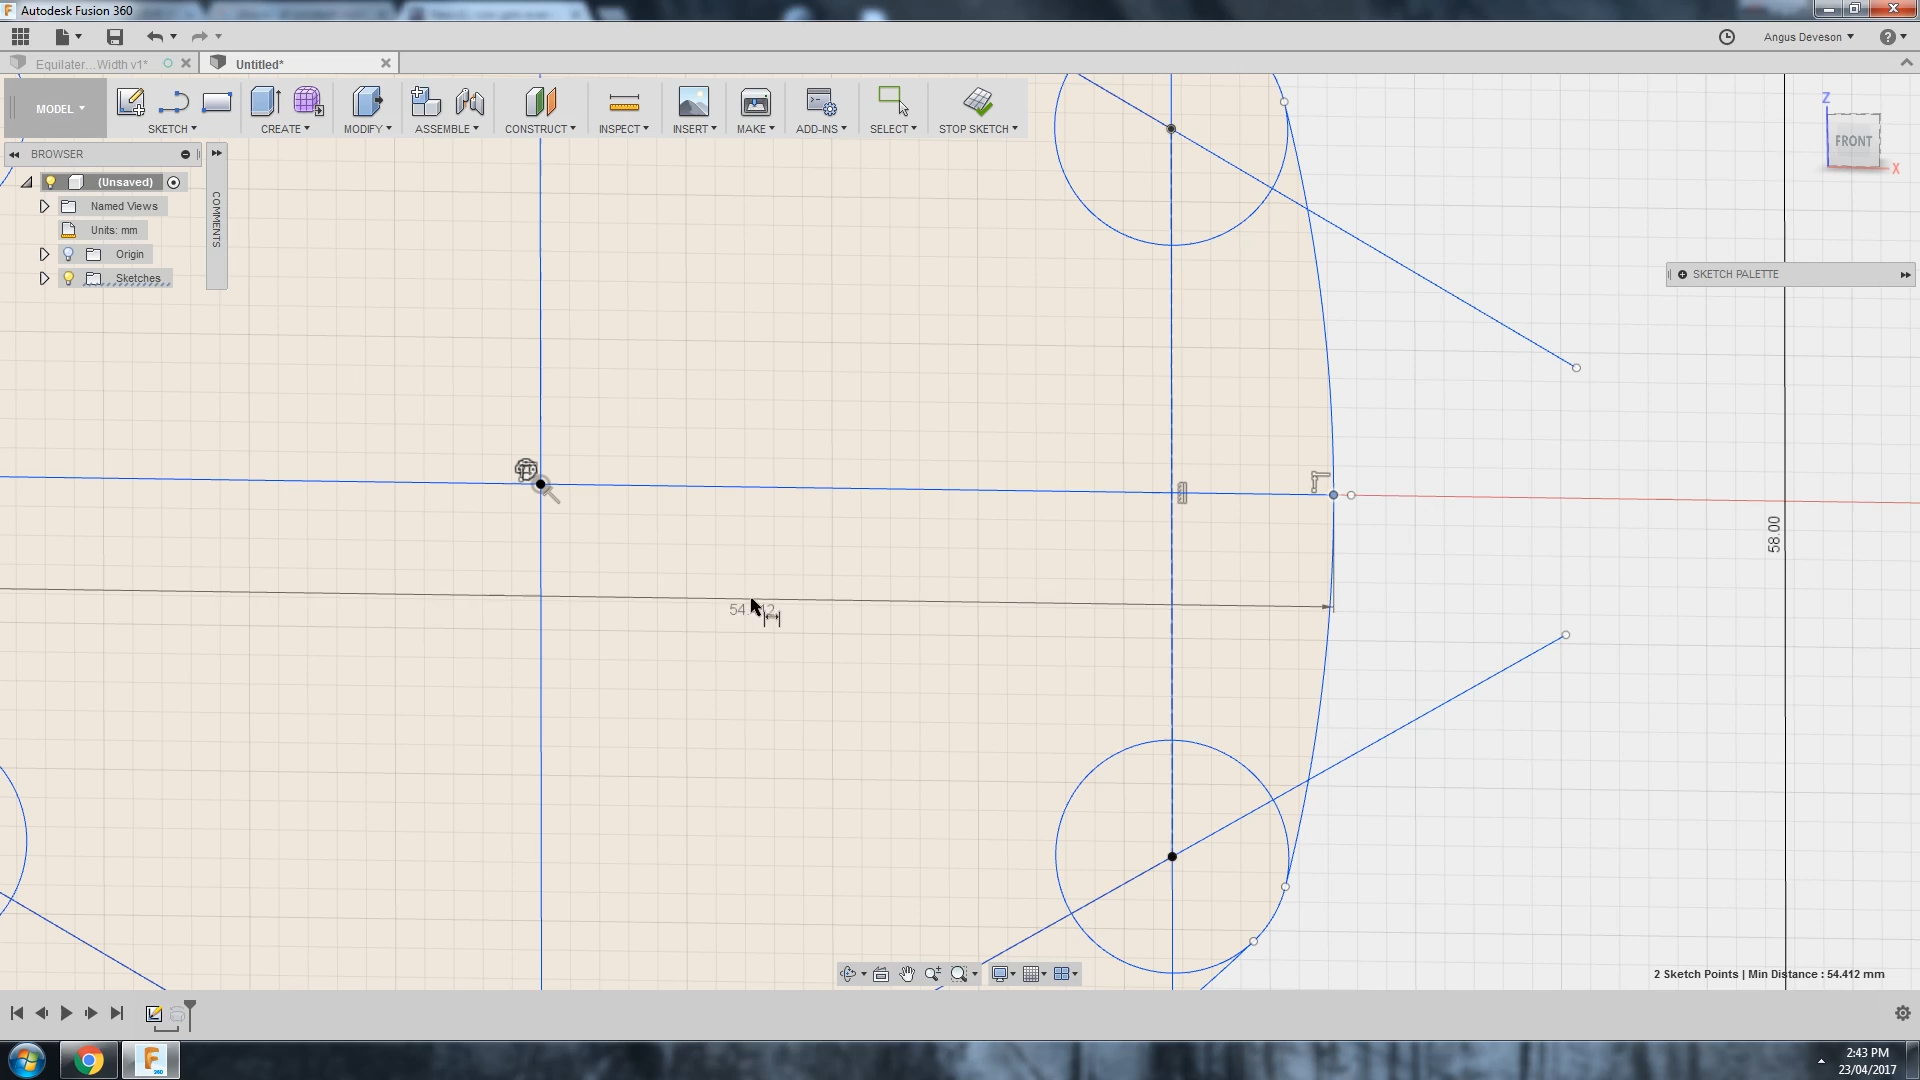 Autodesk Fusion 360
Angus Deveson
Equilater...Width v1*
Untitled*
MODEL
SKETCH
CREATE
MODIFY
ASSEMBLE
CONSTRUCT
INSPECT
INSERT
MAKE
ADD-INS
SELECT
STOP SKETCH
Z
FRONT
X
BROWSER
(Unsaved)
Named Views
Units: mm
Origin
Sketches
COMMENTS
SKETCH PALETTE
58.00
2 Sketch Points | Min Distance : 54.412 mm
2:43 PM
23/04/2017